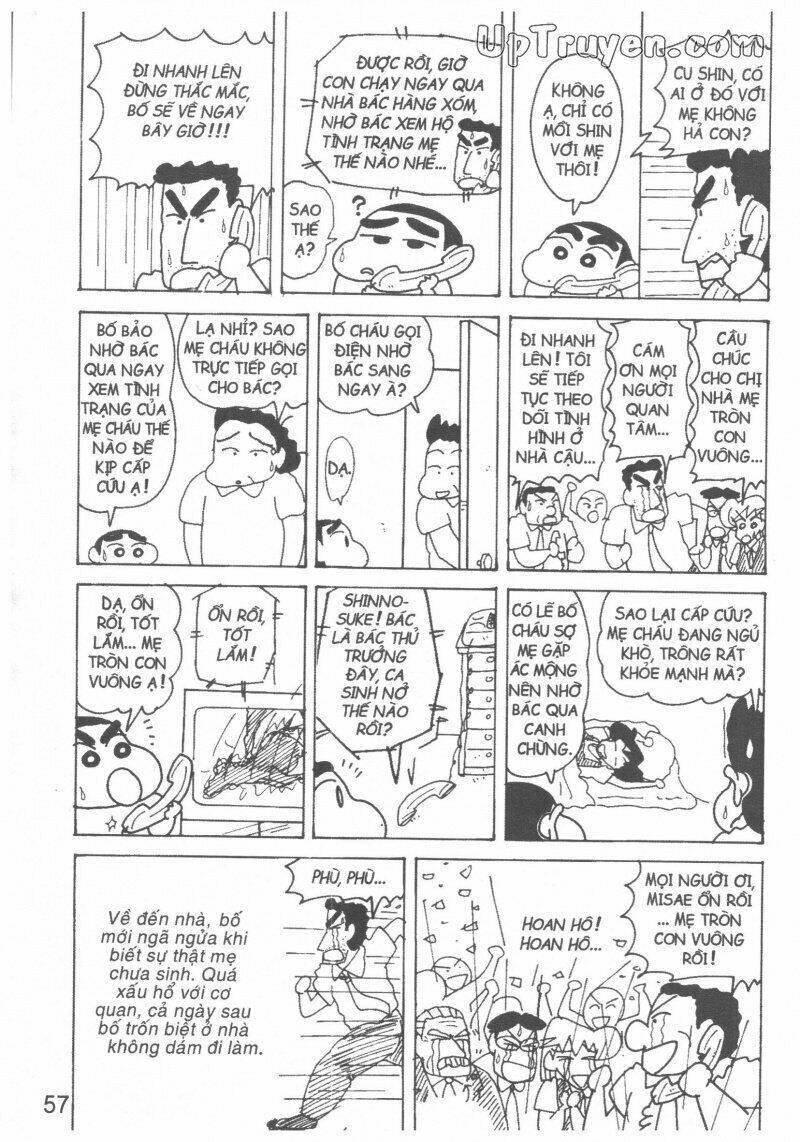 UpTruyen.com
CU SHIN, CÓ
AI Ở ĐÓ VỚI
MẸ KHÔNG
HẢ CON?
KHÔNG
Ạ, CHỈ CÓ
MỖI SHIN
VỚI MẸ
THÔI!
ĐƯỢC RỒI, GIỜ
CON CHẠY NGAY QUA
NHÀ BÁC HÀNG XÓM,
NHỜ BÁC XEM HỘ
TÌNH TRẠNG MẸ
THẾ NÀO NHÉ...
?
SAO
THẾ
Ạ?
ĐI NHANH LÊN
ĐỪNG THẮC MẮC,
BỐ SẼ VỀ NGAY
BÂY GIỜ!!!
CẦU
CHÚC
CHO CHỊ
NHÀ MẸ
TRÒN
CON
VUÔNG...
CÁM
ƠN MỌI
NGƯỜI
QUAN
TÂM...
ĐI NHANH
LÊN! TÔI
SẼ TIẾP
TỤC THEO
DÕI TÌNH
HÌNH Ở
NHÀ CẬU...
BỐ CHÁU GỌI
ĐIỆN NHỜ
BÁC SANG
NGAY À?
DẠ.
LẠ NHỈ? SAO
MẸ CHÁU KHÔNG
TRỰC TIẾP GỌI
CHO BÁC?
BỐ BẢO
NHỜ BÁC
QUA NGAY
XEM TÌNH
TRẠNG CỦA
MẸ CHÁU THẾ
NÀO ĐỂ
KỊP CẤP
CỨU Ạ!
SAO LẠI CẤP CỨU?
MẸ CHÁU ĐANG NGỦ
KHÒ, TRÔNG RẤT
KHỎE MẠNH MÀ?
CÓ LẼ BỐ
CHÁU SỢ
MẸ GẶP
ÁC MỘNG
NÊN NHỜ
BÁC QUA
CANH
CHỪNG.
SHINNO-
SUKE! BÁC
LÀ BÁC THỦ
TRƯỞNG
ĐÂY, CA
SINH NỞ
THẾ NÀO
RỒI?
ỔN RỒI,
TỐT
LẮM!
DẠ, ỔN
RỒI, TỐT
LẮM... MẸ
TRÒN CON
VUÔNG Ạ!
MỌI NGƯỜI ƠI,
MISAE ỔN RỒI
... MẸ TRÒN
CON VUÔNG
RỒI!
HOAN HÔ!
HOAN HÔ...
PHÙ, PHÙ...
Về đến nhà, bố
mới ngã ngửa khi
biết sự thật mẹ
chưa sinh. Quá
xấu hổ với cơ
quan, cả ngày sau
bố trốn biệt ở nhà
không dám đi làm.
57